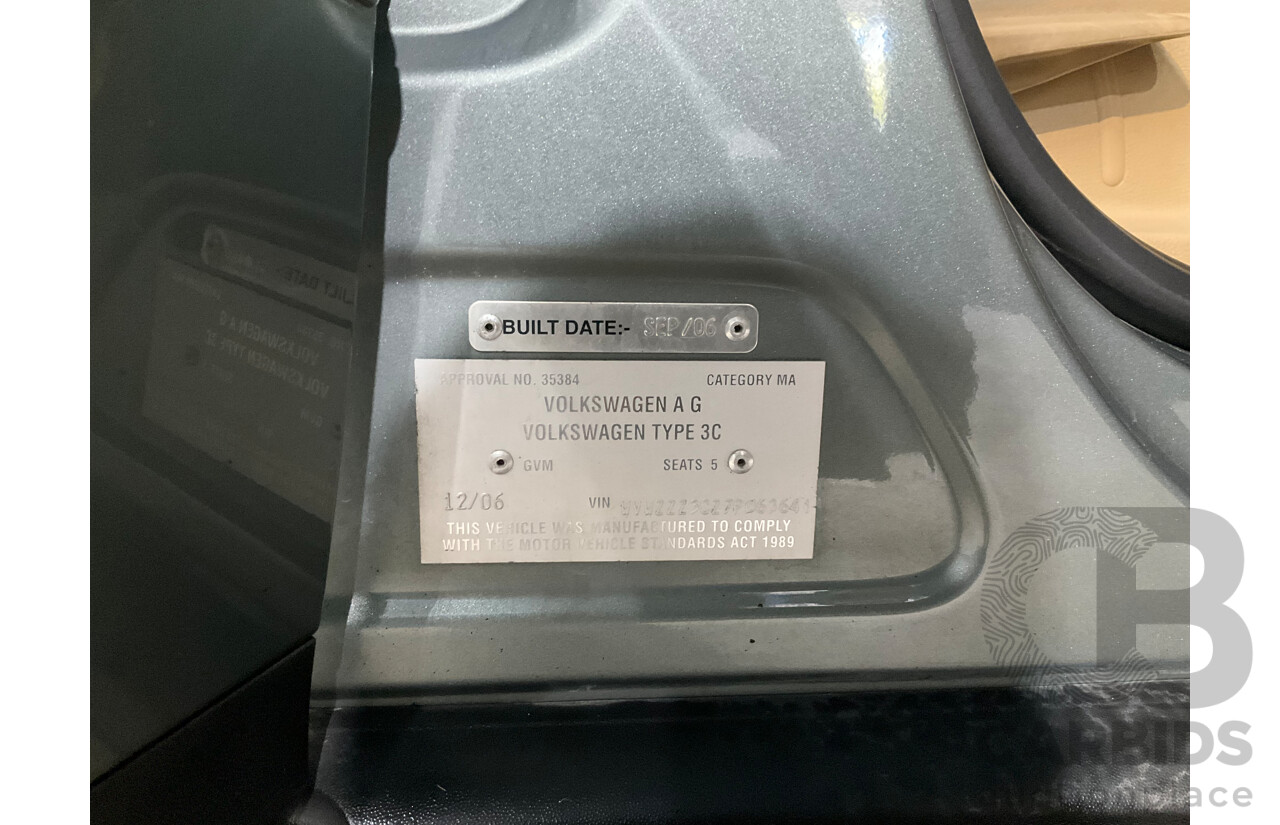 BUILT DATE:- SEP/06
APPROVAL NO. 35384 CATEGORY MA
VOLKSWAGEN A G
VOLKSWAGEN TYPE 3C
GVM SEATS 5
12/06 VIN
THIS VEHICLE WAS MANUFACTURED TO COMPLY
WITH THE MOTOR VEHICLE STANDARDS ACT 1989
CB
CARBIDS